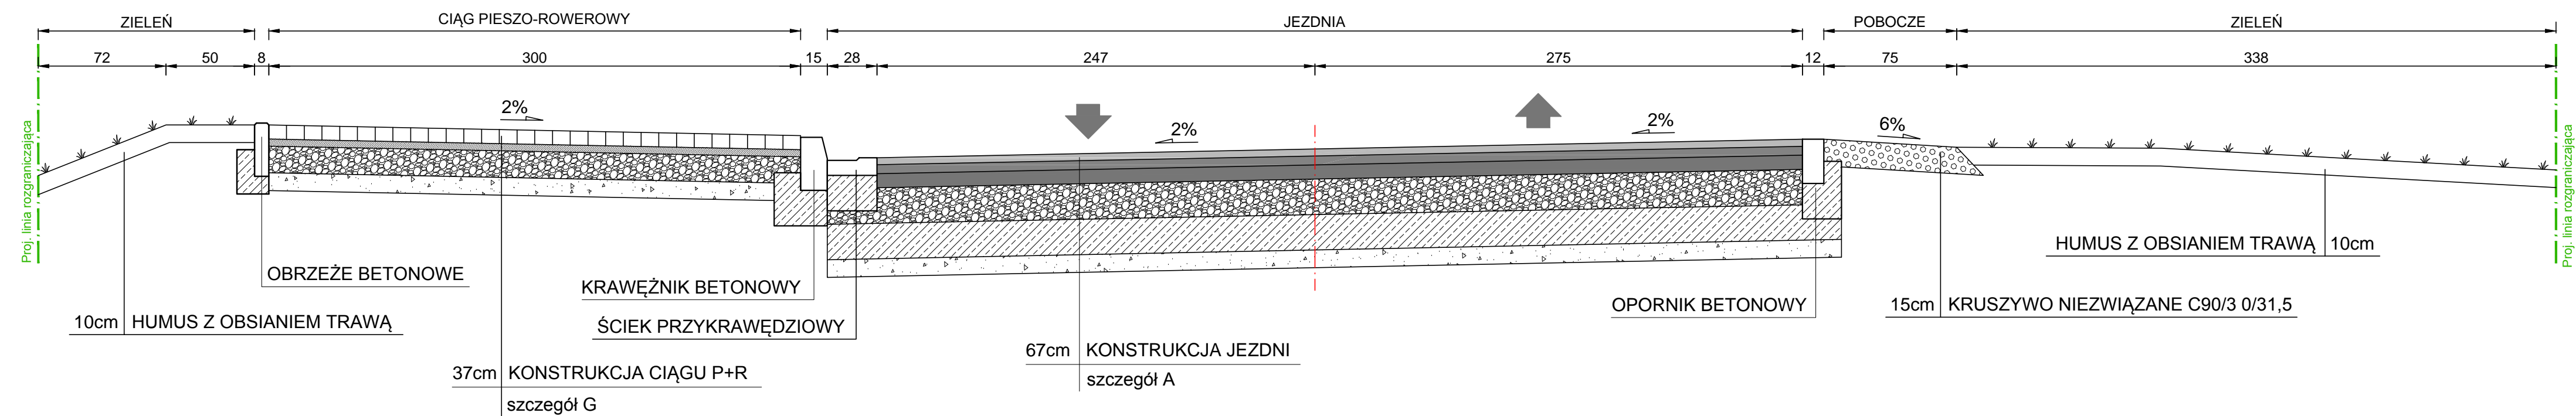 ZIELEŃ
CIĄG PIESZO-ROWEROWY
JEZDNIA
POBOCZE
ZIELEŃ
72
50
8
300
15
28
247
275
12
75
338
2%
2%
2%
6%
Proj. linia rozgraniczająca
Proj. linia rozgraniczająca
OBRZEŻE BETONOWE
KRAWĘŻNIK BETONOWY
OPORNIK BETONOWY
HUMUS Z OBSIANIEM TRAWĄ 10cm
10cm HUMUS Z OBSIANIEM TRAWĄ
ŚCIEK PRZYKRAWĘDZIOWY
15cm KRUSZYWO NIEZWIĄZANE C90/3 0/31,5
67cm KONSTRUKCJA JEZDNI
szczegół A
37cm KONSTRUKCJA CIĄGU P+R
szczegół G